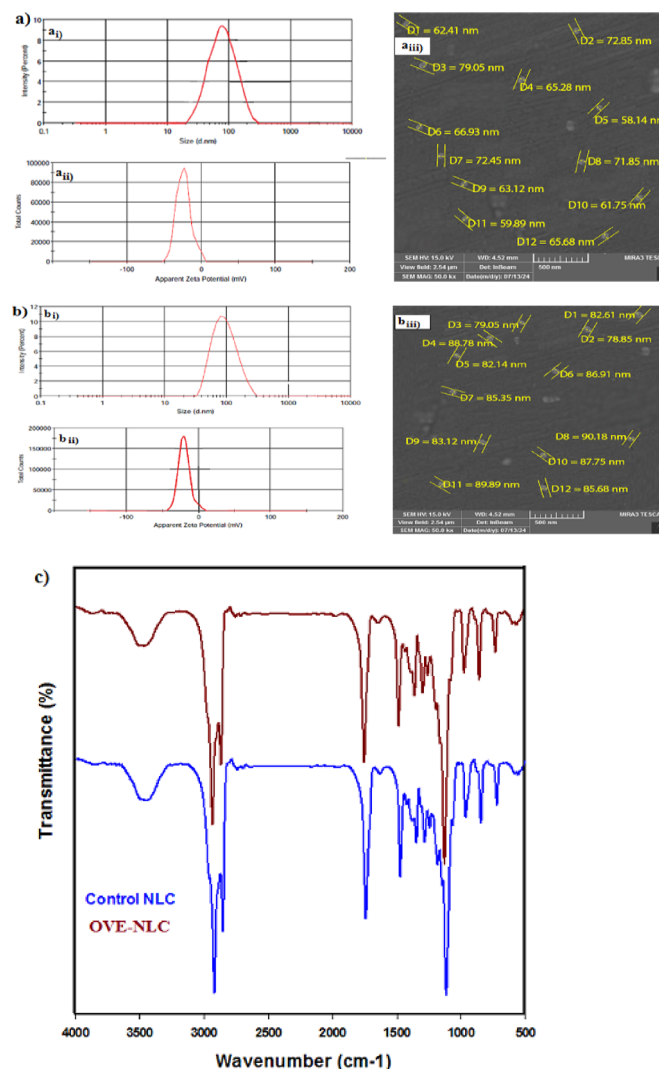 a)
a i)
Intensity (Percent)
10
8
6
4
2
0
0.1
1
10
100
1000
10000
Size (d.nm)
a ii)
Total Counts
100000
80000
60000
40000
20000
0
-100
0
100
200
Apparent Zeta Potential (mV)
a iii)
D1 = 62.41 nm
D2 = 72.85 nm
D3 = 79.05 nm
D4 = 65.28 nm
D5 = 58.14 nm
D6 = 66.93 nm
D7 = 72.45 nm
D8 = 71.85 nm
D9 = 63.12 nm
D10 = 61.75 nm
D11 = 59.89 nm
D12 = 65.68 nm
SEM HV: 15.0 kV
WD: 4.52 mm
MIRA3 TESCA
View field: 2.54 µm
Det: InBeam
500 nm
SEM MAG: 50.0 kx
Date(m/d/y): 07/13/24
b)
b i)
Intensity (Percent)
12
10
8
6
4
2
0
0.1
1
10
100
1000
10000
Size (d.nm)
b ii)
Total Counts
200000
150000
100000
50000
0
-100
0
100
200
Apparent Zeta Potential (mV)
b iii)
D1 = 82.61 nm
D3 = 79.05 nm
D2 = 78.85 nm
D4 = 88.78 nm
D5 = 82.14 nm
D6 = 86.91 nm
D7 = 85.35 nm
D8 = 90.18 nm
D9 = 83.12 nm
D10 = 87.75 nm
D11 = 89.89 nm
D12 = 85.68 nm
SEM HV: 15.0 kV
WD: 4.52 mm
MIRA3 TESCA
View field: 2.54 µm
Det: InBeam
500 nm
SEM MAG: 50.0 kx
Date(m/d/y): 07/13/24
c)
Transmittance (%)
Control NLC
OVE-NLC
4000
3500
3000
2500
2000
1500
1000
500
Wavenumber (cm-1)